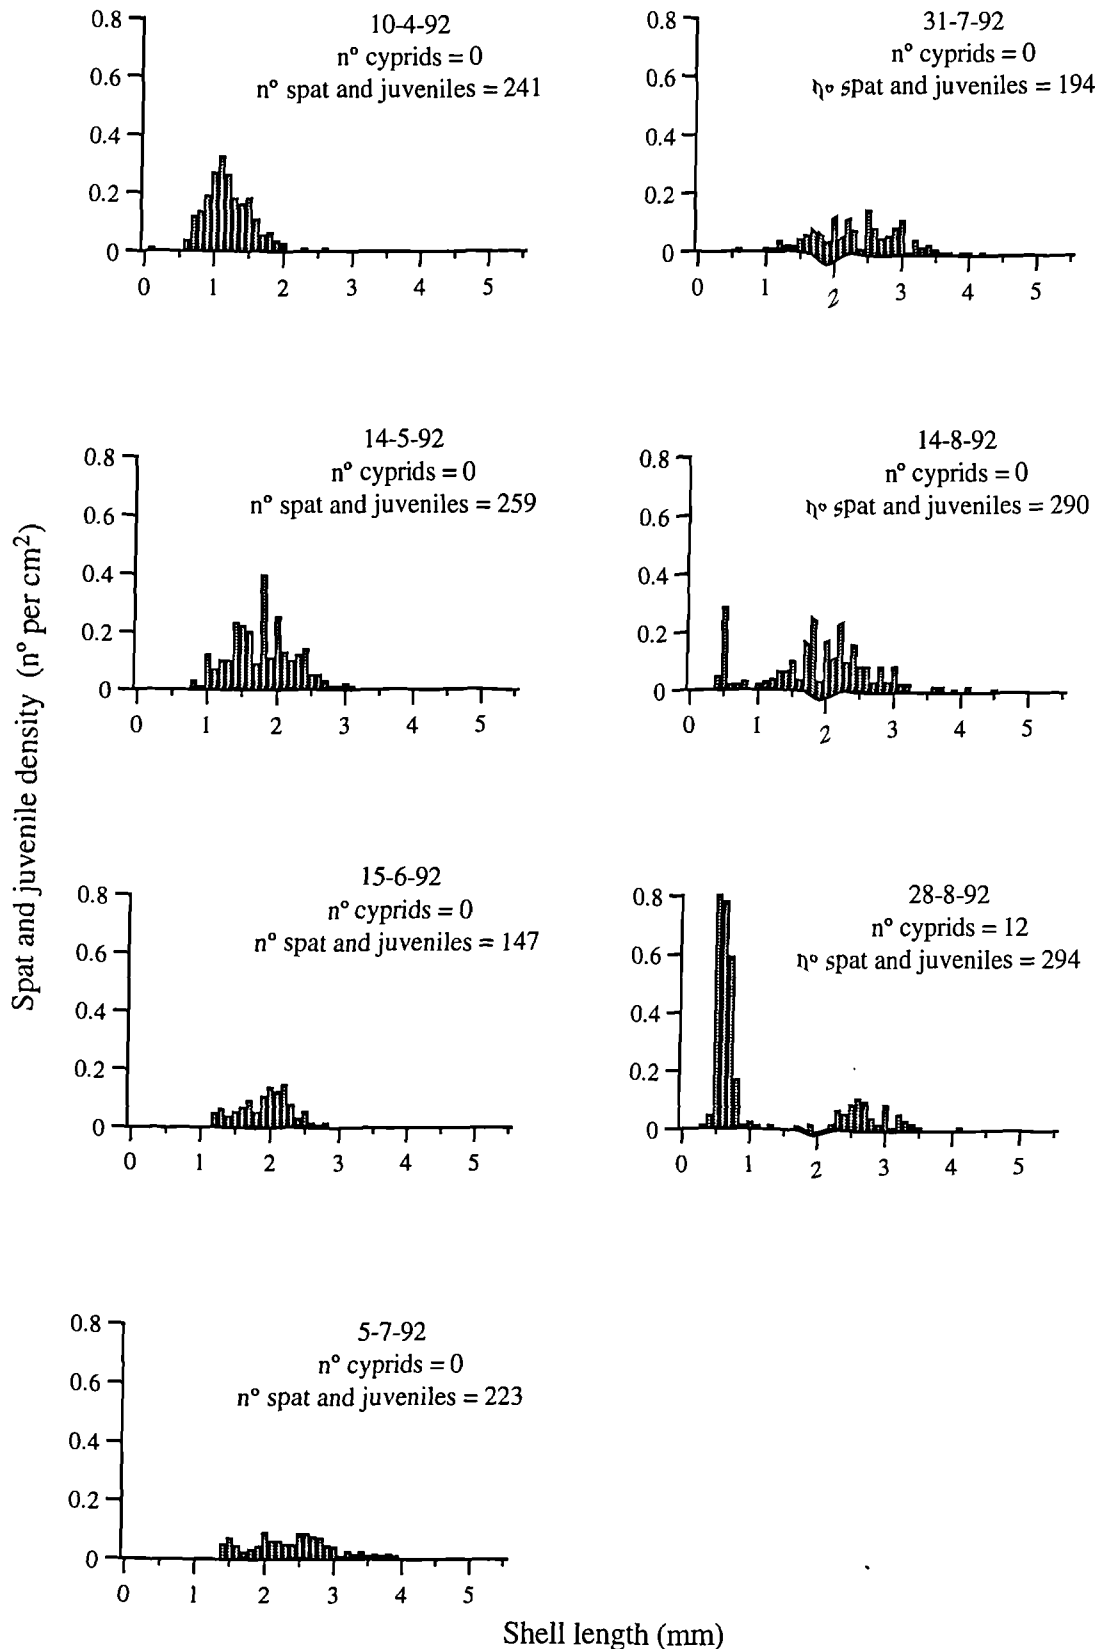 10-4-92
n° cyprids = 0
n° spat and juveniles = 241
0.8
0.6
0.4
0.2
0
0 1 2 3 4 5
31-7-92
n° cyprids = 0
n° spat and juveniles = 194
0.8
0.6
0.4
0.2
0
0 1 2 3 4 5
14-5-92
n° cyprids = 0
n° spat and juveniles = 259
0.8
0.6
0.4
0.2
0
0 1 2 3 4 5
14-8-92
n° cyprids = 0
n° spat and juveniles = 290
0.8
0.6
0.4
0.2
0
0 1 2 3 4 5
Spat and juvenile density (n° per cm²)
15-6-92
n° cyprids = 0
n° spat and juveniles = 147
0.8
0.6
0.4
0.2
0
0 1 2 3 4 5
28-8-92
n° cyprids = 12
n° spat and juveniles = 294
0.8
0.6
0.4
0.2
0
0 1 2 3 4 5
5-7-92
n° cyprids = 0
n° spat and juveniles = 223
0.8
0.6
0.4
0.2
0
0 1 2 3 4 5
Shell length (mm)